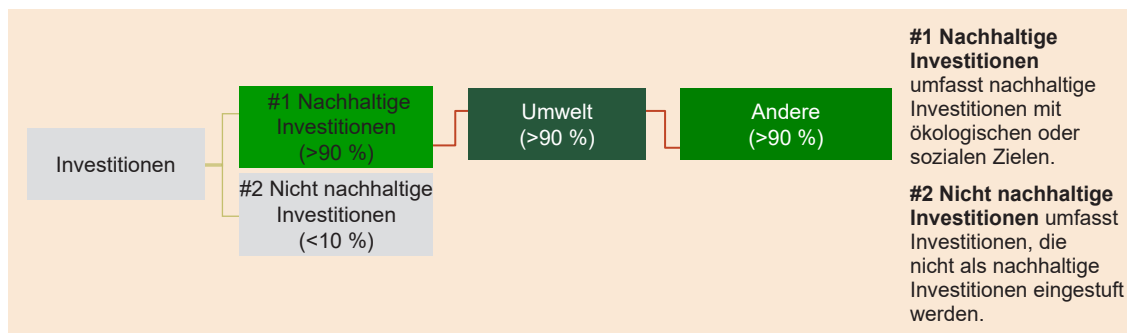 Investitionen
#1 Nachhaltige
Investitionen
(>90 %)
#2 Nicht nachhaltige
Investitionen
(<10 %)
Umwelt
(>90 %)
Andere
(>90 %)
#1 Nachhaltige
Investitionen
umfasst nachhaltige
Investitionen mit
ökologischen oder
sozialen Zielen.
#2 Nicht nachhaltige
Investitionen umfasst
Investitionen, die
nicht als nachhaltige
Investitionen eingestuft
werden.